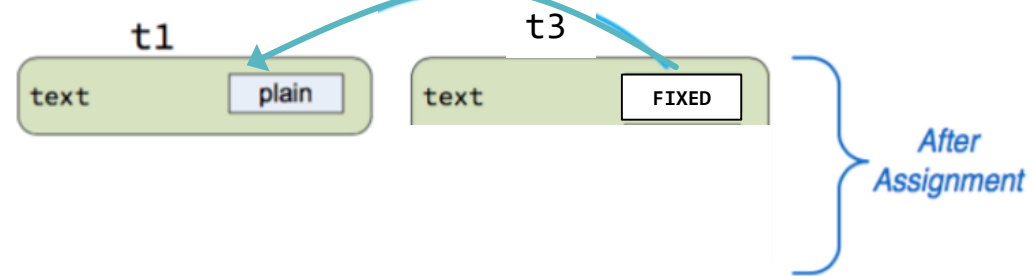 t1
t3
text
plain
text
FIXED
After
Assignment